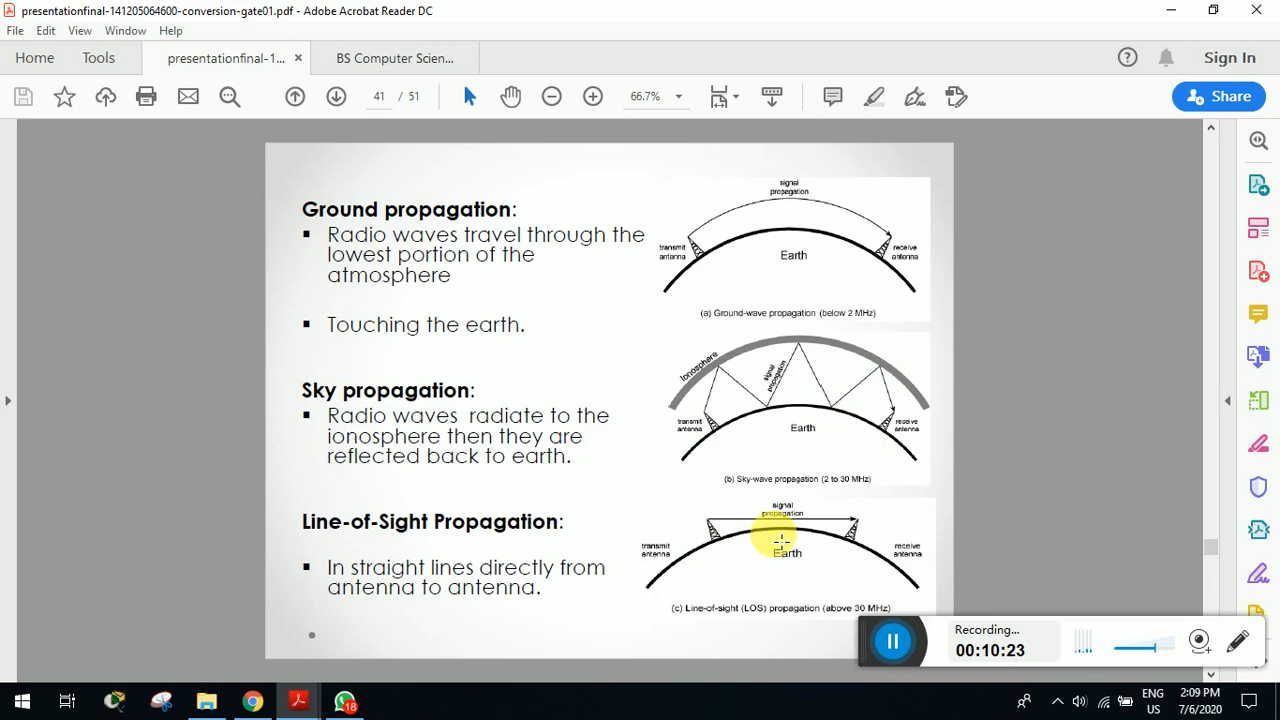 presentationfinal-141205064600-conversion-gate01.pdf - Adobe Acrobat Reader DC
File Edit View Window Help
Home Tools presentationfinal-1... × BS Computer Scien...
Sign In
41 / 51
66.7%
Share
Ground propagation:
▪ Radio waves travel through the
lowest portion of the
atmosphere
▪ Touching the earth.
signal
propagation
transmit
antenna
Earth
receive
antenna
(a) Ground-wave propagation (below 2 MHz)
Sky propagation:
▪ Radio waves radiate to the
ionosphere then they are
reflected back to earth.
Ionosphere
signal
propagation
transmit
antenna
Earth
receive
antenna
(b) Sky-wave propagation (2 to 30 MHz)
Line-of-Sight Propagation:
▪ In straight lines directly from
antenna to antenna.
signal
propagation
transmit
antenna
Earth
receive
antenna
(c) Line-of-sight (LOS) propagation (above 30 MHz)
Recording...
00:10:23
18
ENG
US
2:09 PM
7/6/2020